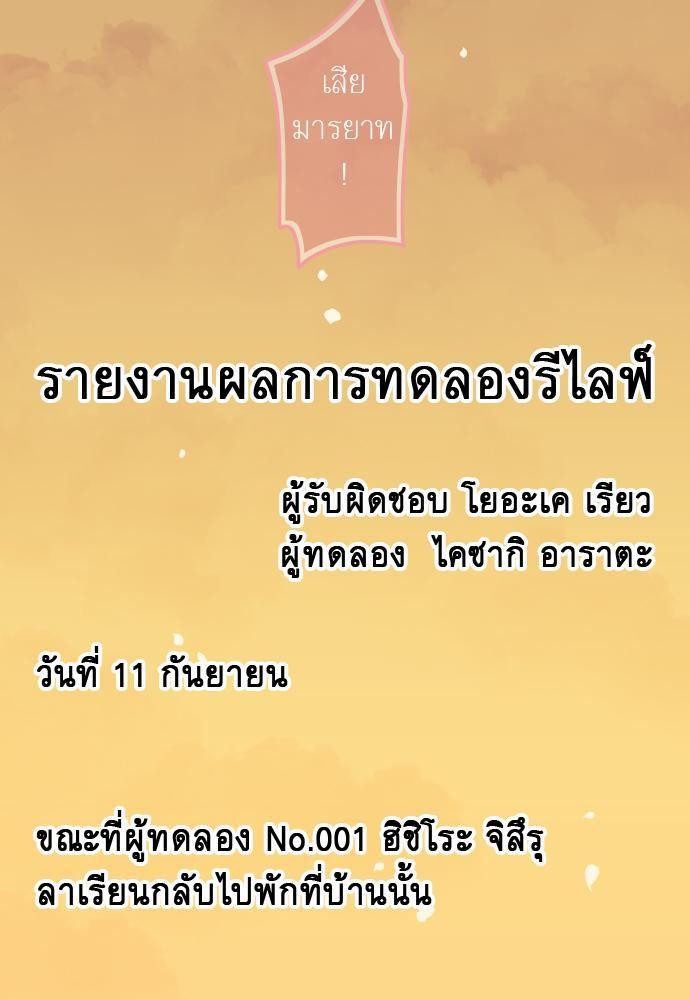 เสีย
มารยาท
!
รายงานผลการทดลองรีไลฟ์
ผู้รับผิดชอบ โยอะเค เรียว
ผู้ทดลอง ไคซากิ อาราตะ
วันที่ 11 กันยายน
ขณะที่ผู้ทดลอง No.001 ฮิชิโระ จิสึรุ
ลาเรียนกลับไปพักที่บ้านนั้น